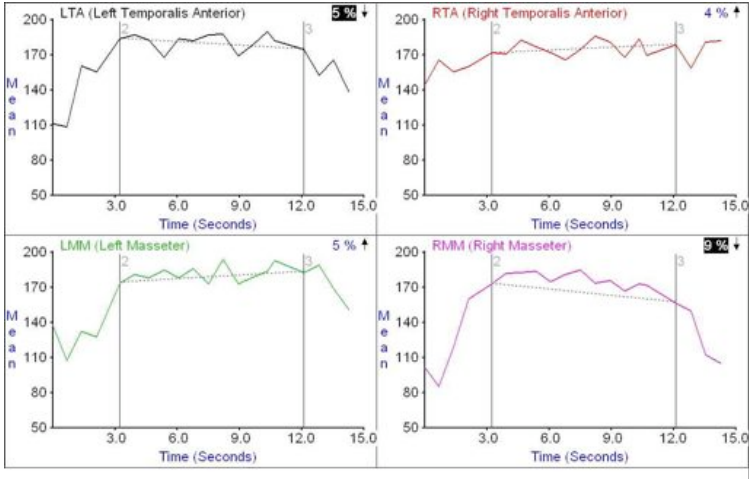 LTA (Left Temporalis Anterior) 5 %
2 3
200
170
140
110
80
50
Mean
3.0 6.0 9.0 12.0 15.0
Time (Seconds)
RTA (Right Temporalis Anterior) 4 %
2 3
200
170
140
110
80
50
Mean
3.0 6.0 9.0 12.0 15.0
Time (Seconds)
LMM (Left Masseter) 5 %
2 3
200
170
140
110
80
50
Mean
3.0 6.0 9.0 12.0 15.0
Time (Seconds)
RMM (Right Masseter) 9 %
2 3
200
170
140
110
80
50
Mean
3.0 6.0 9.0 12.0 15.0
Time (Seconds)